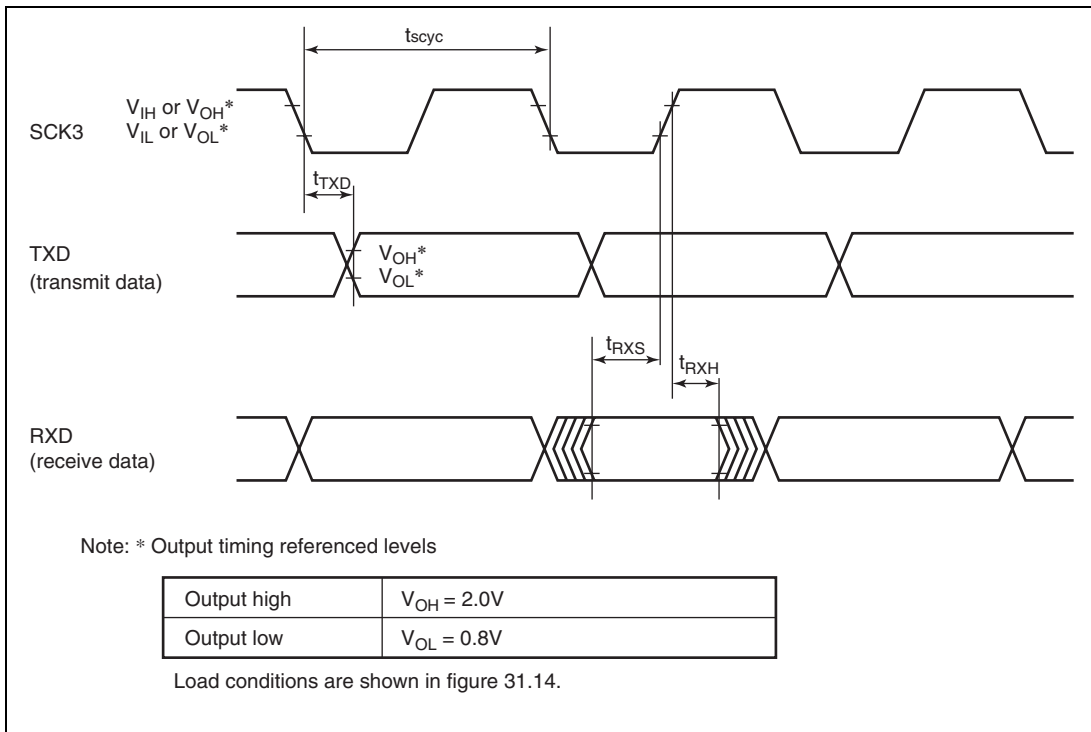 tscyc
VIH or VOH*
SCK3
VIL or VOL*
tTXD
TXD
(transmit data)
VOH*
VOL*
tRXS
tRXH
RXD
(receive data)
Note: * Output timing referenced levels
Output high VOH = 2.0V
Output low VOL = 0.8V
Load conditions are shown in figure 31.14.